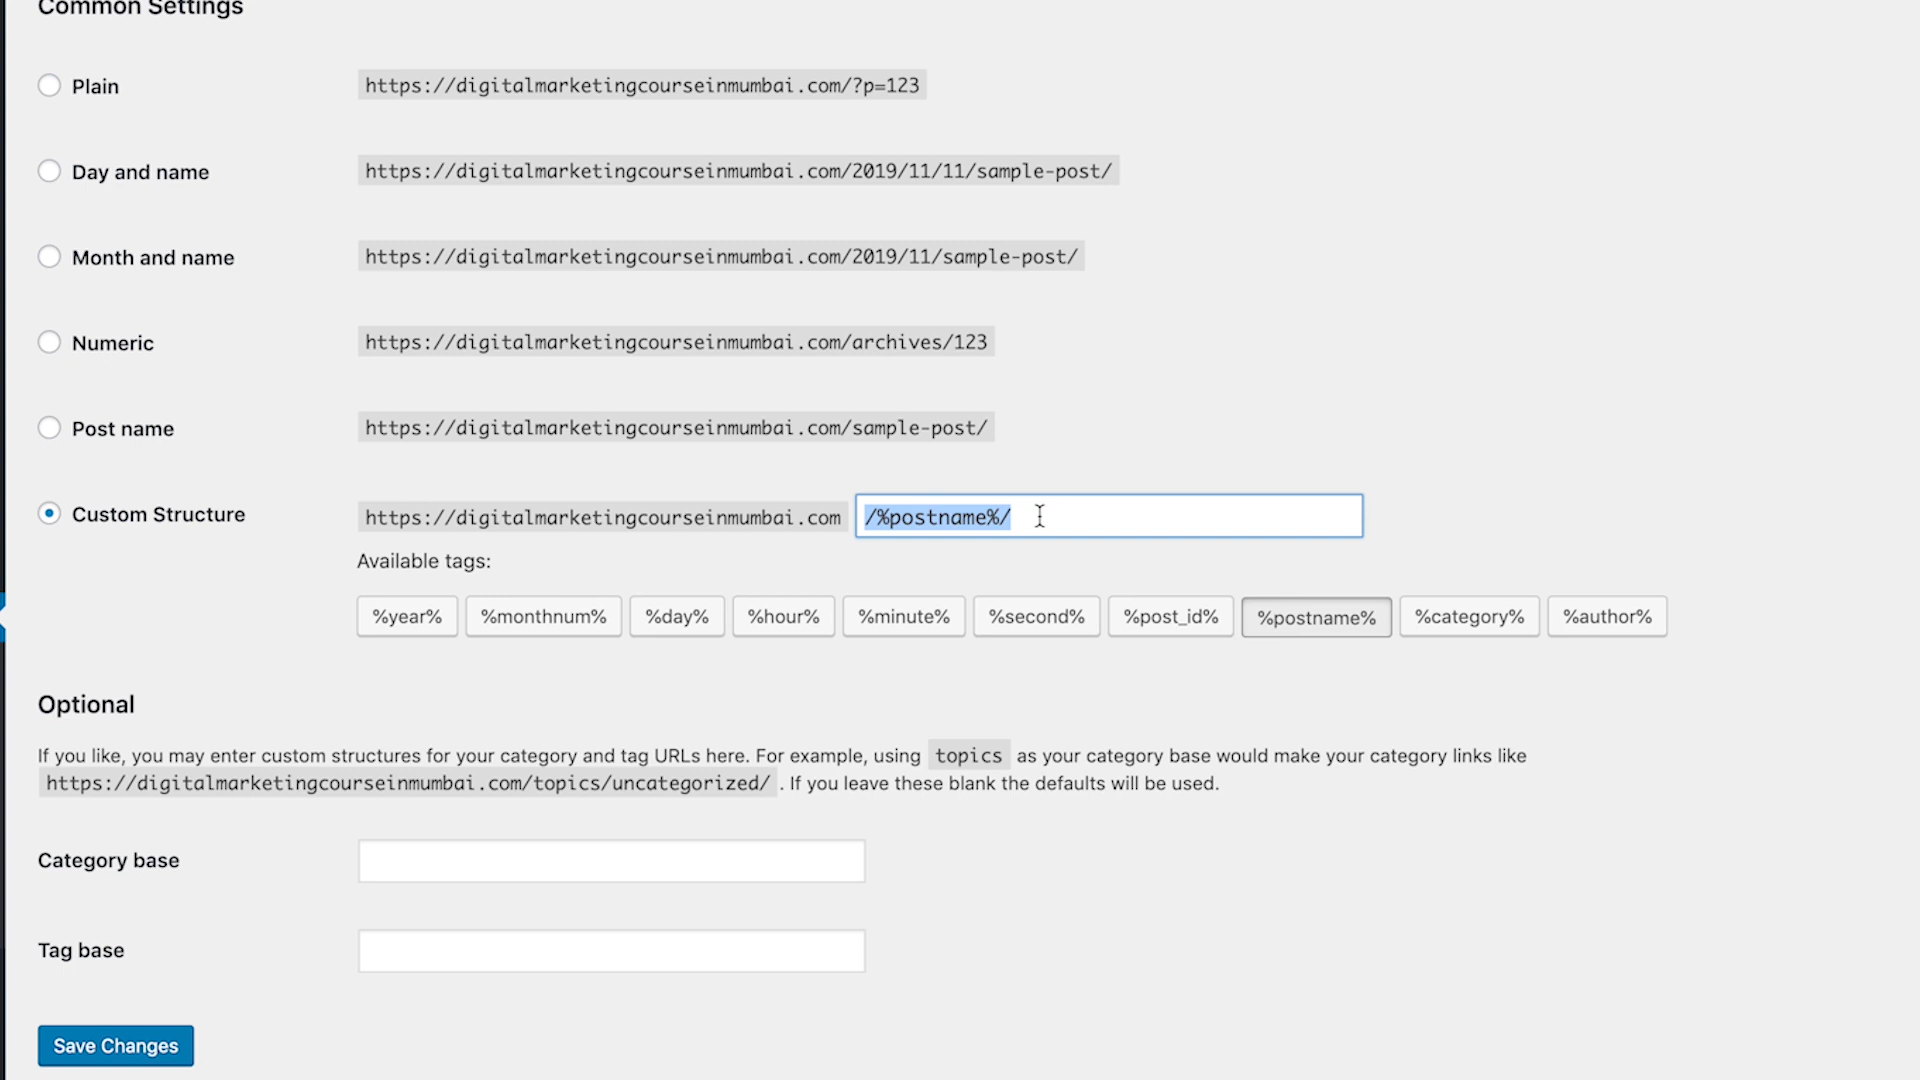 Common Settings
Plain https://digitalmarketingcourseinmumbai.com/?p=123
Day and name https://digitalmarketingcourseinmumbai.com/2019/11/11/sample-post/
Month and name https://digitalmarketingcourseinmumbai.com/2019/11/sample-post/
Numeric https://digitalmarketingcourseinmumbai.com/archives/123
Post name https://digitalmarketingcourseinmumbai.com/sample-post/
Custom Structure https://digitalmarketingcourseinmumbai.com /%postname%/
Available tags:
%year% %monthnum% %day% %hour% %minute% %second% %post_id% %postname% %category% %author%
Optional
If you like, you may enter custom structures for your category and tag URLs here. For example, using topics as your category base would make your category links like
https://digitalmarketingcourseinmumbai.com/topics/uncategorized/ . If you leave these blank the defaults will be used.
Category base
Tag base
Save Changes